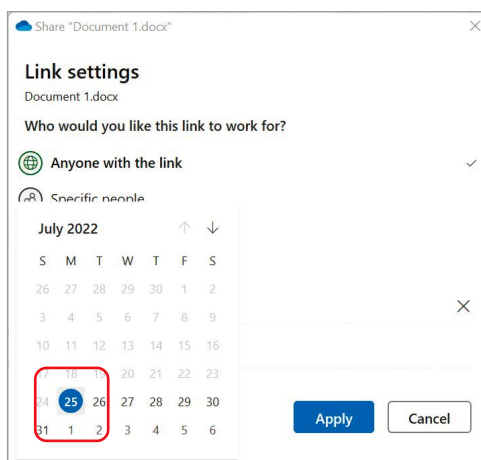 Share "Document 1.docx"
Link settings
Document 1.docx
Who would you like this link to work for?
Anyone with the link
Specific people
July 2022
S M T W T F S
26 27 28 29 30 1 2
3 4 5 6 7 8 9
10 11 12 13 14 15 16
17 18 19 20 21 22 23
24 25 26 27 28 29 30
31 1 2 3 4 5 6
Apply Cancel